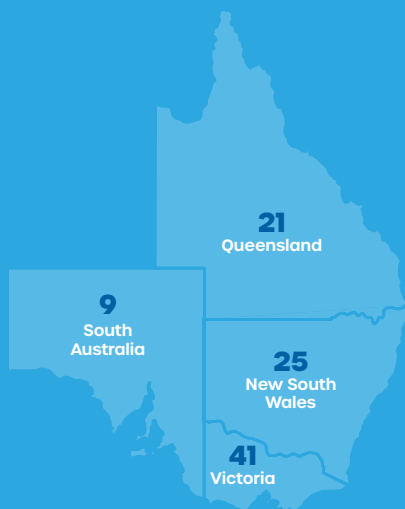 21
Queensland
9
South
Australia
25
New South
Wales
41
Victoria